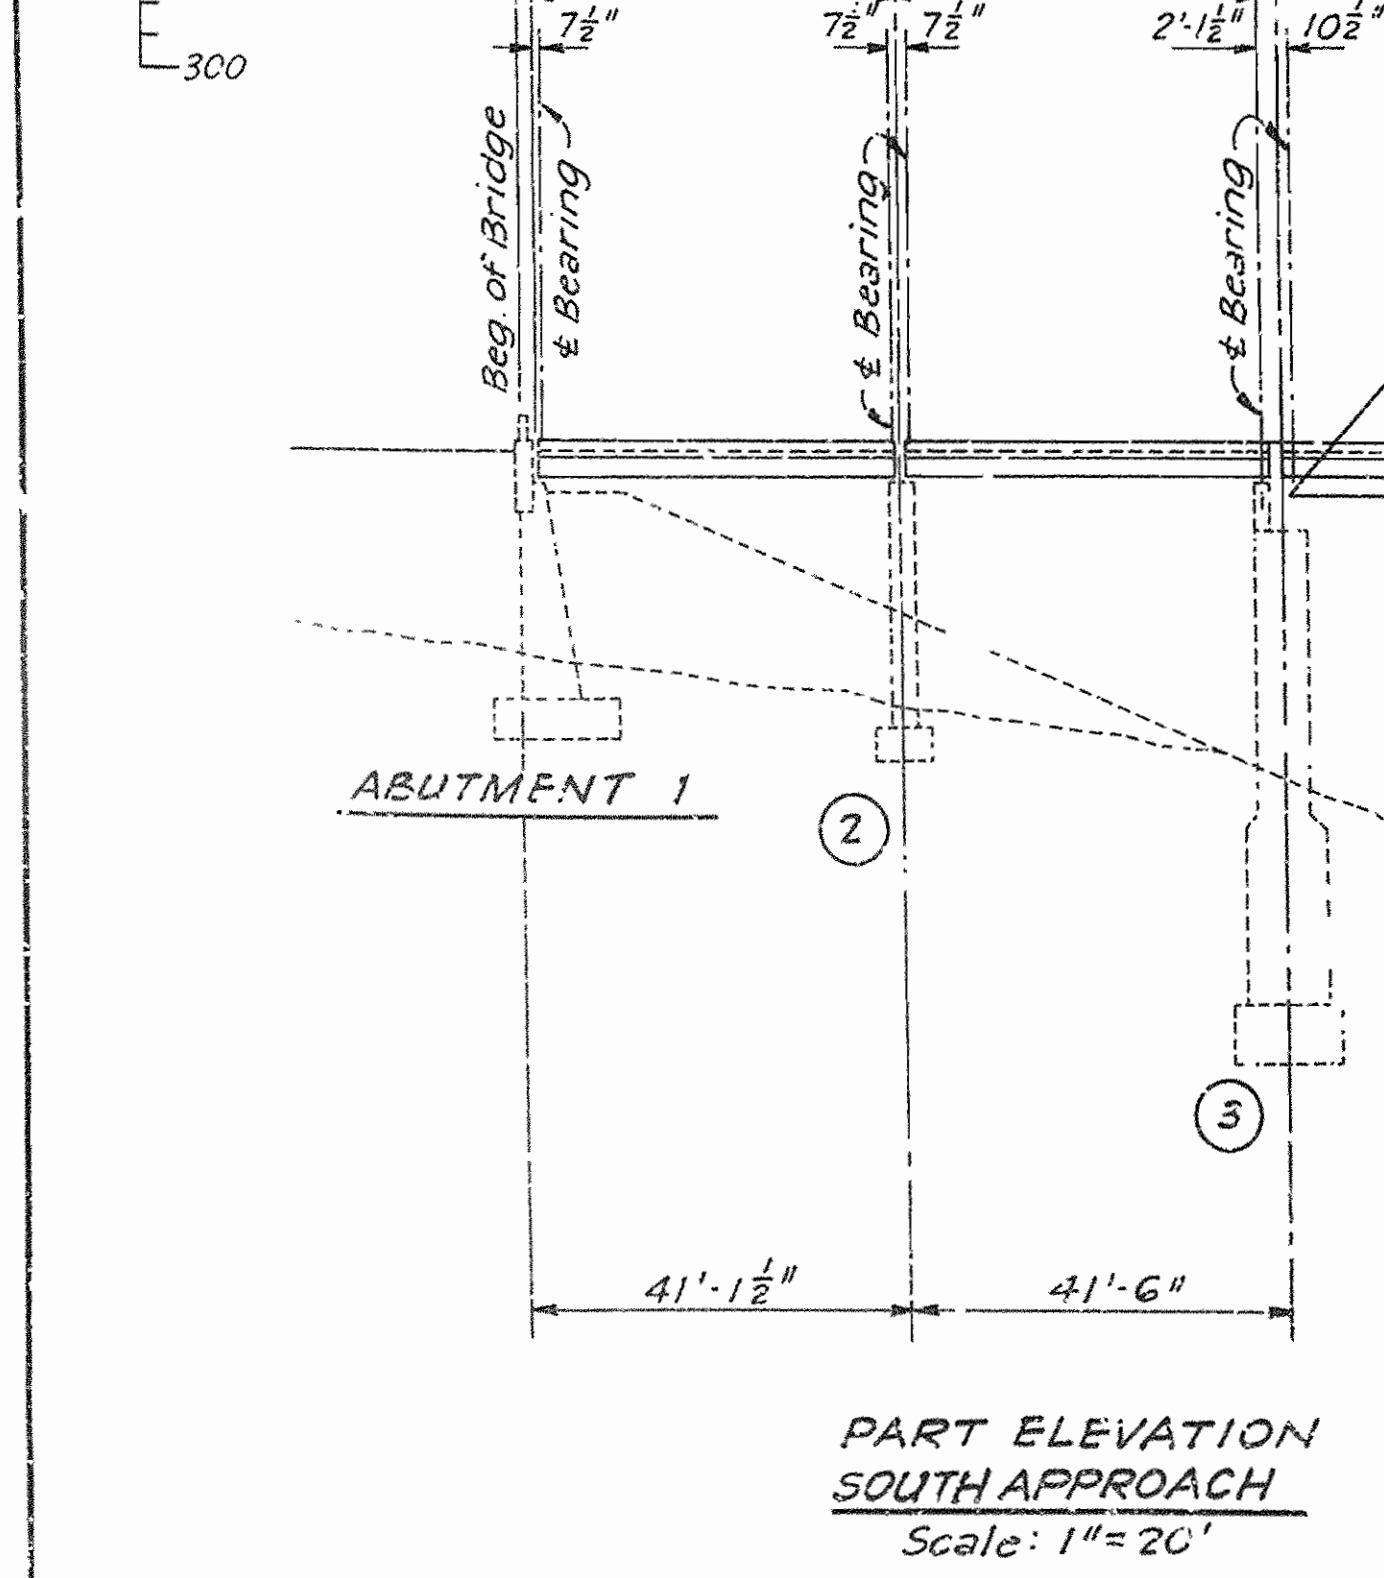 7½" 7½" 7½" 2'-1½" 10½"
300
Beg. of Bridge
℄ Bearing
℄ Bearing
℄ Bearing
ABUTMENT 1
2
3
41'-1½" 41'-6"
PART ELEVATION
SOUTH APPROACH
Scale: 1"=20'